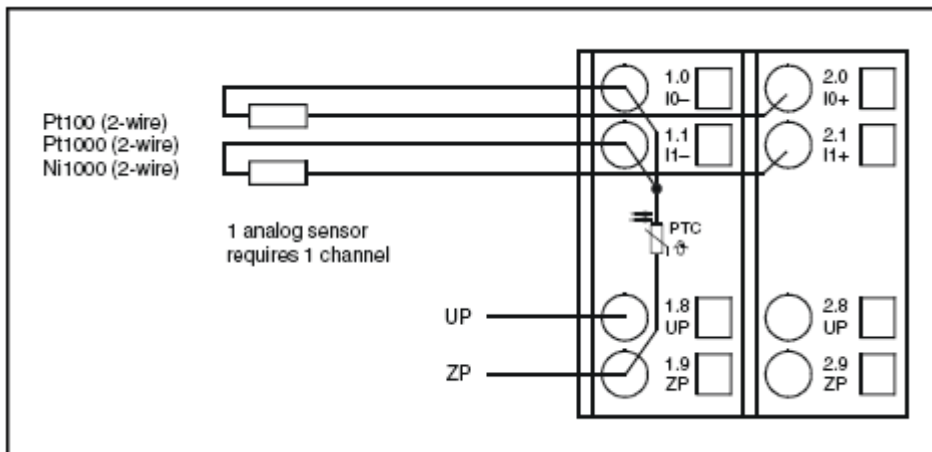 Pt100 (2-wire)
Pt1000 (2-wire)
Ni1000 (2-wire)
1 analog sensor
requires 1 channel
UP
ZP
1.0
I0–
1.1
I1–
PTC
ϑ
1.8
UP
1.9
ZP
2.0
I0+
2.1
I1+
2.8
UP
2.9
ZP